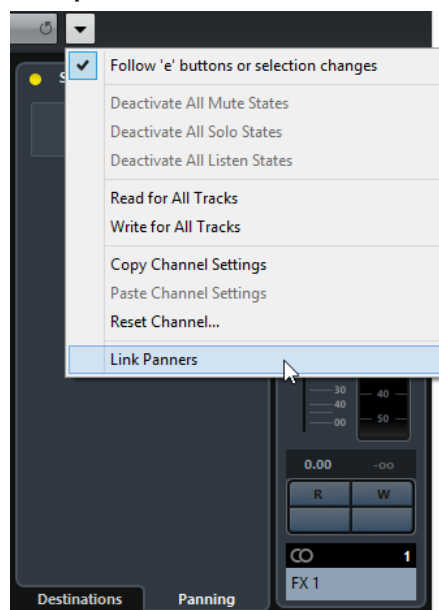 S
Follow 'e' buttons or selection changes
Deactivate All Mute States
Deactivate All Solo States
Deactivate All Listen States
Read for All Tracks
Write for All Tracks
Copy Channel Settings
Paste Channel Settings
Reset Channel...
Link Panners
30
40
00
40
50
0.00 -oo
R W
1
FX 1
Destinations Panning